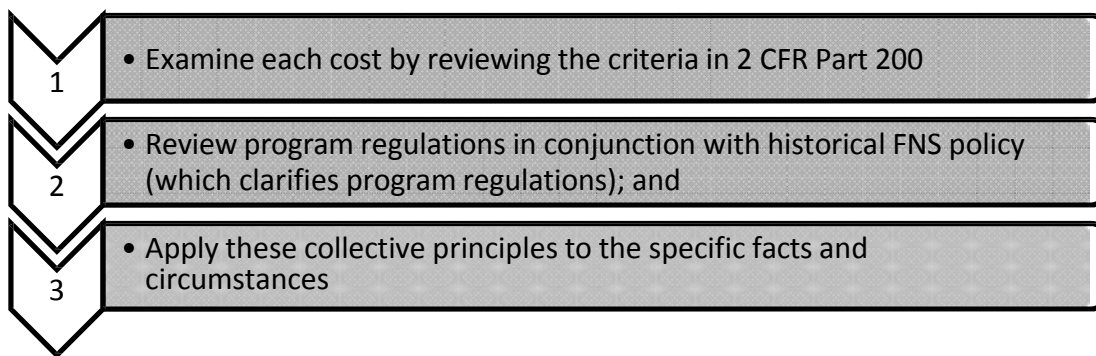 1
• Examine each cost by reviewing the criteria in 2 CFR Part 200
2
• Review program regulations in conjunction with historical FNS policy
(which clarifies program regulations); and
3
• Apply these collective principles to the specific facts and
circumstances